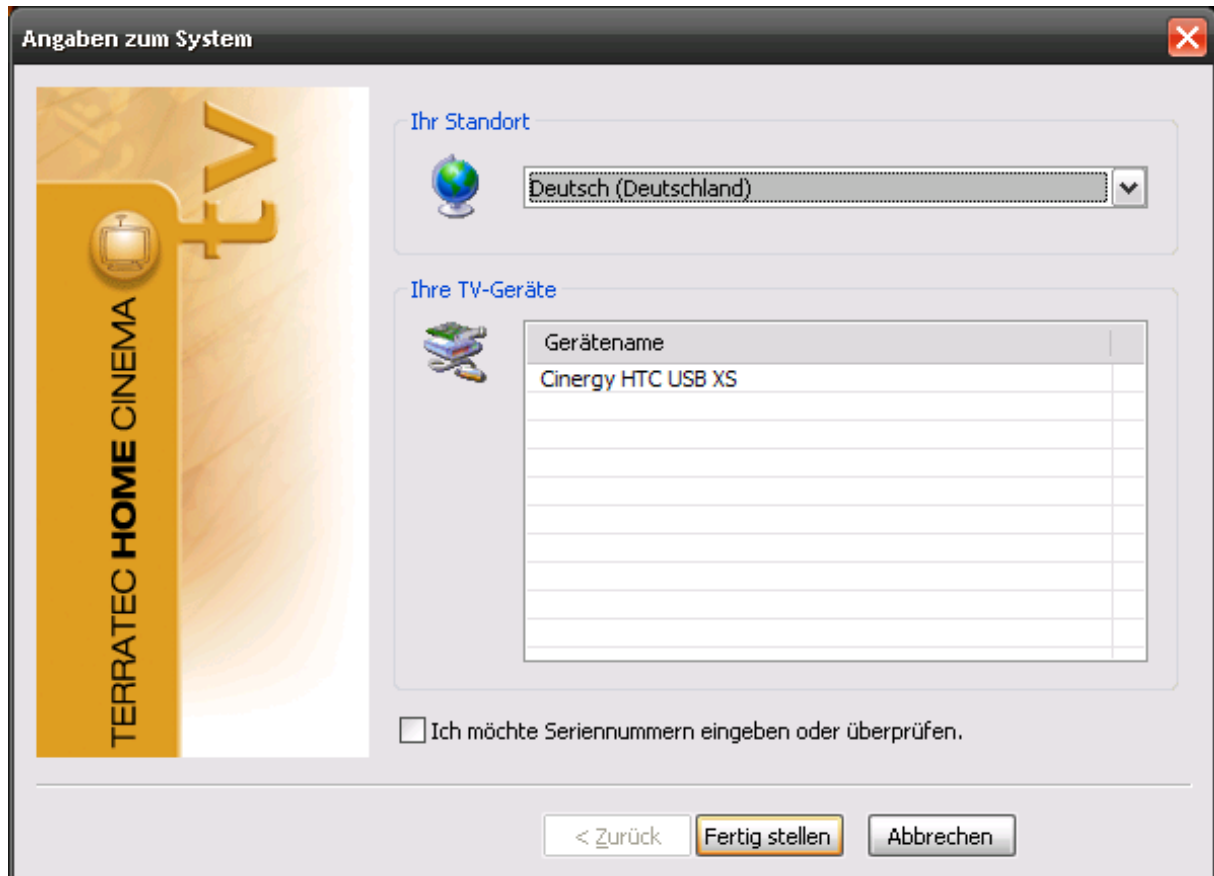 Angaben zum System
tv
TERRATEC HOME CINEMA
Ihr Standort
Deutsch (Deutschland)
Ihre TV-Geräte
Gerätename
Cinergy HTC USB XS
Ich möchte Seriennummern eingeben oder überprüfen.
< Zurück
Fertig stellen
Abbrechen